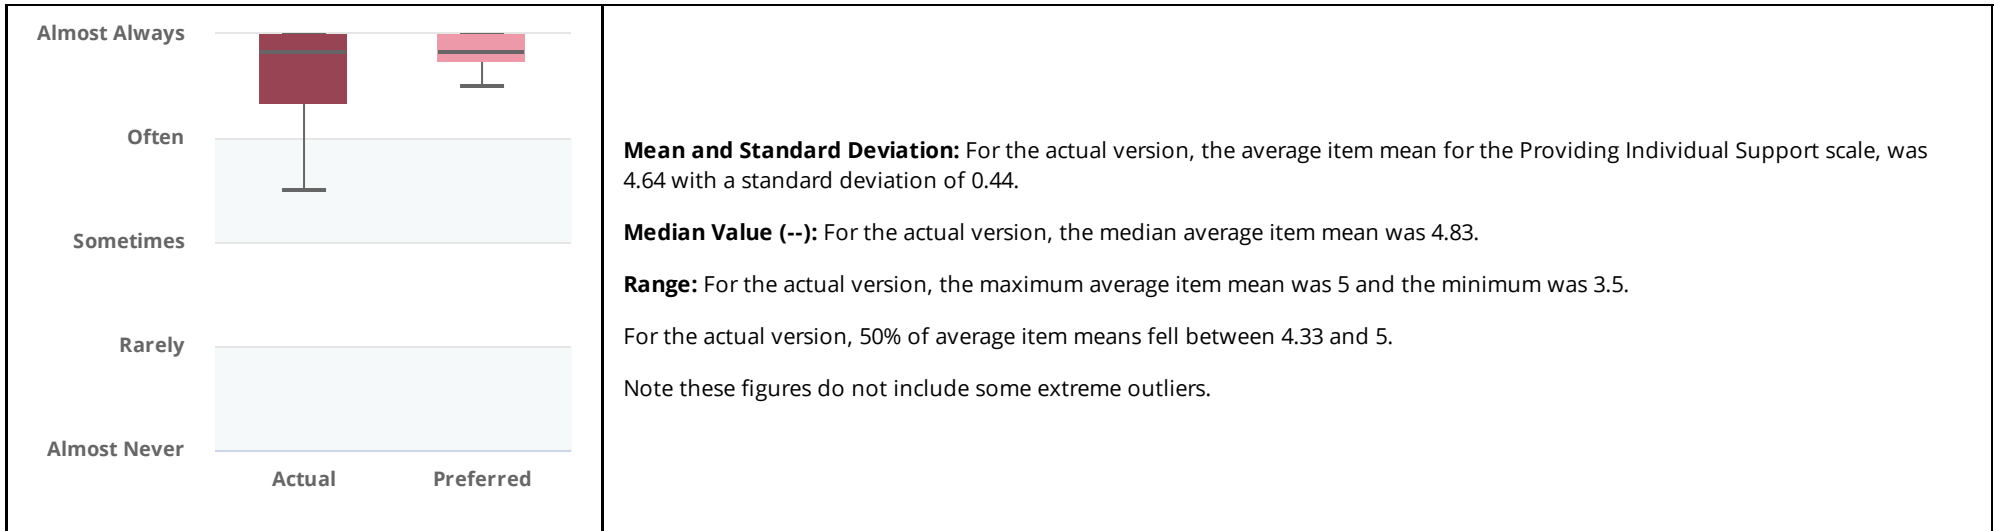 Almost Always
Often
Sometimes
Rarely
Almost Never
Actual
Preferred
Mean and Standard Deviation: For the actual version, the average item mean for the Providing Individual Support scale, was
4.64 with a standard deviation of 0.44.
Median Value (--): For the actual version, the median average item mean was 4.83.
Range: For the actual version, the maximum average item mean was 5 and the minimum was 3.5.
For the actual version, 50% of average item means fell between 4.33 and 5.
Note these figures do not include some extreme outliers.